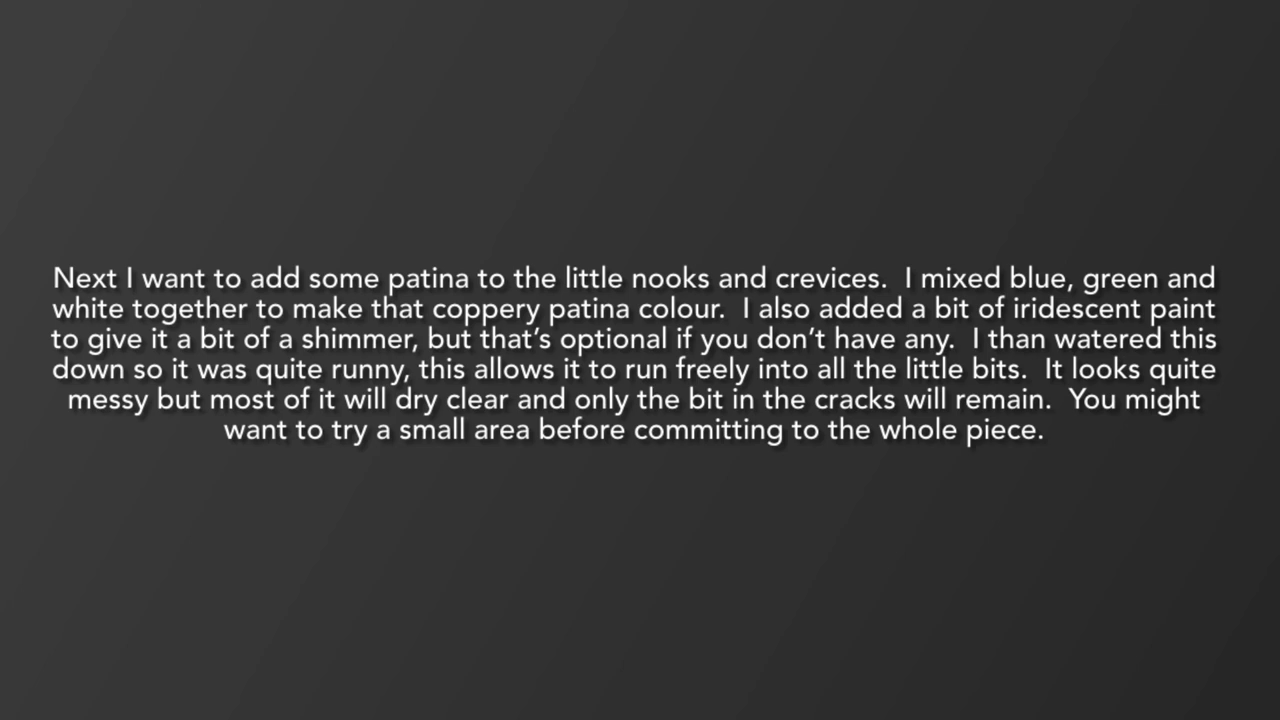 Next I want to add some patina to the little nooks and crevices.  I mixed blue, green and
white together to make that coppery patina colour.  I also added a bit of iridescent paint
to give it a bit of a shimmer, but that's optional if you don't have any.  I than watered this
down so it was quite runny, this allows it to run freely into all the little bits.  It looks quite
messy but most of it will dry clear and only the bit in the cracks will remain.  You might
want to try a small area before committing to the whole piece.